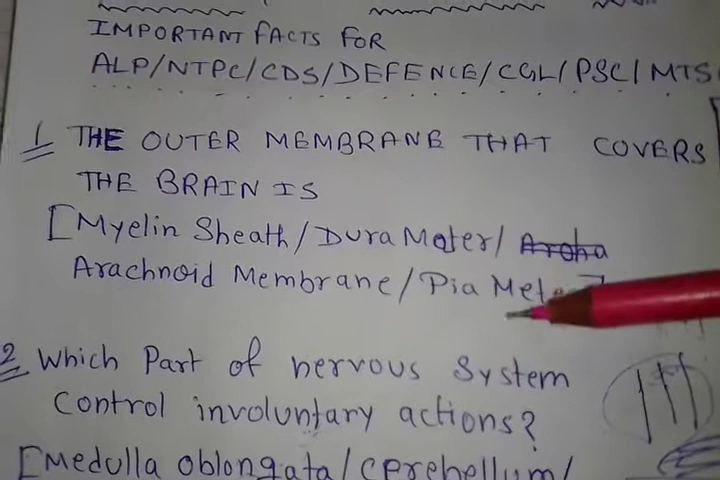 IMPORTANT FACTS FOR
ALP/NTPC/CDS/DEFENCE/CGL/PSC/MTS
1 THE OUTER MEMBRANE THAT COVERS
THE BRAIN IS
[Myelin Sheath/Dura Mater/
Arachnoid Membrane/Pia
2 Which Part of nervous System
Control involuntary actions?
[Medulla oblongata/cerebellum/